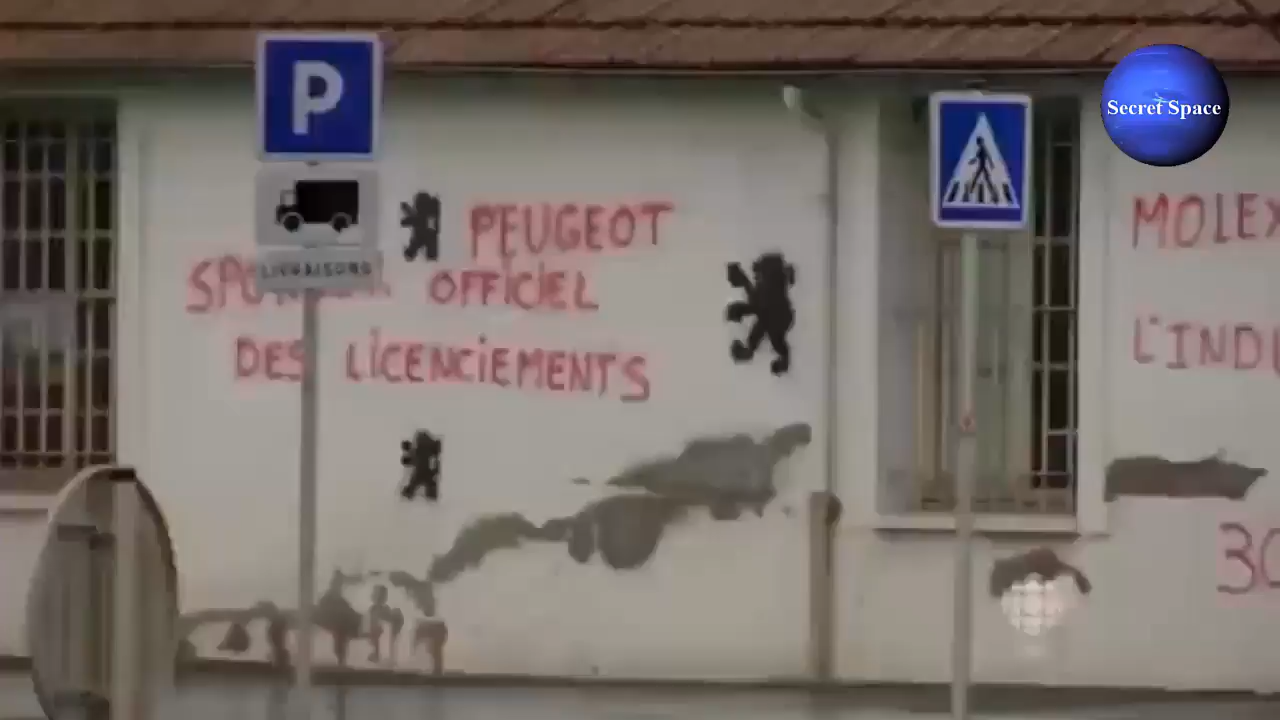 P
Secret Space
PEUGEOT
LIVRAISONS
OFFICIEL
DES LICENCIEMENTS
MOLEX
L'INDU
30